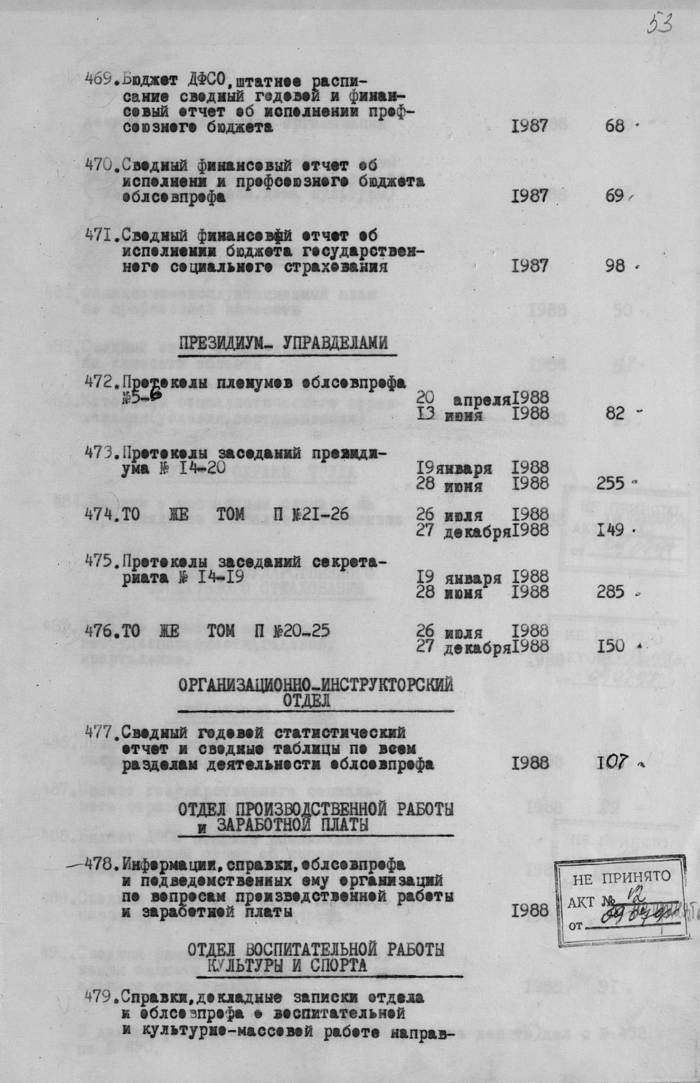 53
469. Бюджет ДФСО, штатное распи-
сание сводный годовой и финан-
совый отчет об исполнении проф-
союзного бюджета 1987 68
470. Сводный финансовый отчет об
исполнени и профсоюзного бюджета
облсовпрофа 1987 69
471. Сводный финансовый отчет об
исполнении бюджета государствен-
ного социального страхования 1987 98
ПРЕЗИДИУМ- УПРАВДЕЛАМИ
472. Протоколы пленумов облсовпрофа
№5-6 20 апреля 1988
13 июня 1988 82
473. Протоколы заседаний президи-
ума № 14-20 19 января 1988
28 июня 1988 255
474. ТО ЖЕ ТОМ П №21-26 26 июля 1988
27 декабря 1988 149
475. Протоколы заседаний секрета-
риата № 14-19 19 января 1988
28 июня 1988 285
476. ТО ЖЕ ТОМ П №20-25 26 июля 1988
27 декабря 1988 150
ОРГАНИЗАЦИОННО-ИНСТРУКТОРСКИЙ
ОТДЕЛ
477. Сводный годовой статистический
отчет и сводные таблицы по всем
разделам деятельности облсовпрофа 1988 107
ОТДЕЛ ПРОИЗВОДСТВЕННОЙ РАБОТЫ
и ЗАРАБОТНОЙ ПЛАТЫ
478. Информации, справки, облсовпрофа
и подведомственных ему организаций
по вопросам производственной работы
и заработной платы 1988
НЕ ПРИНЯТО
АКТ № 12
от
ОТДЕЛ ВОСПИТАТЕЛЬНОЙ РАБОТЫ
КУЛЬТУРЫ И СПОРТА
479. Справки, докладные записки отдела
и облсовпрофа о воспитательной
и культурно-массовой работе направ-